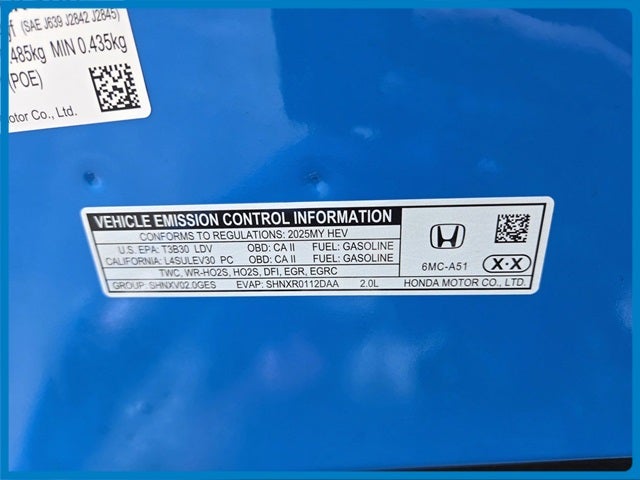 (SAE J639 J2842 J2845)
.485kg MIN 0.435kg
(POE)
otor Co., Ltd.
VEHICLE EMISSION CONTROL INFORMATION
CONFORMS TO REGULATIONS: 2025MY HEV
U.S. EPA: T3B30 LDV OBD: CA II FUEL: GASOLINE
CALIFORNIA: L4SULEV30 PC OBD: CA II FUEL: GASOLINE
TWC, WR-HO2S, HO2S, DFI, EGR, EGRC
GROUP: SHNXV02.0GES EVAP: SHNXR0112DAA 2.0L
6MC-A51
X·X
HONDA MOTOR CO., LTD.